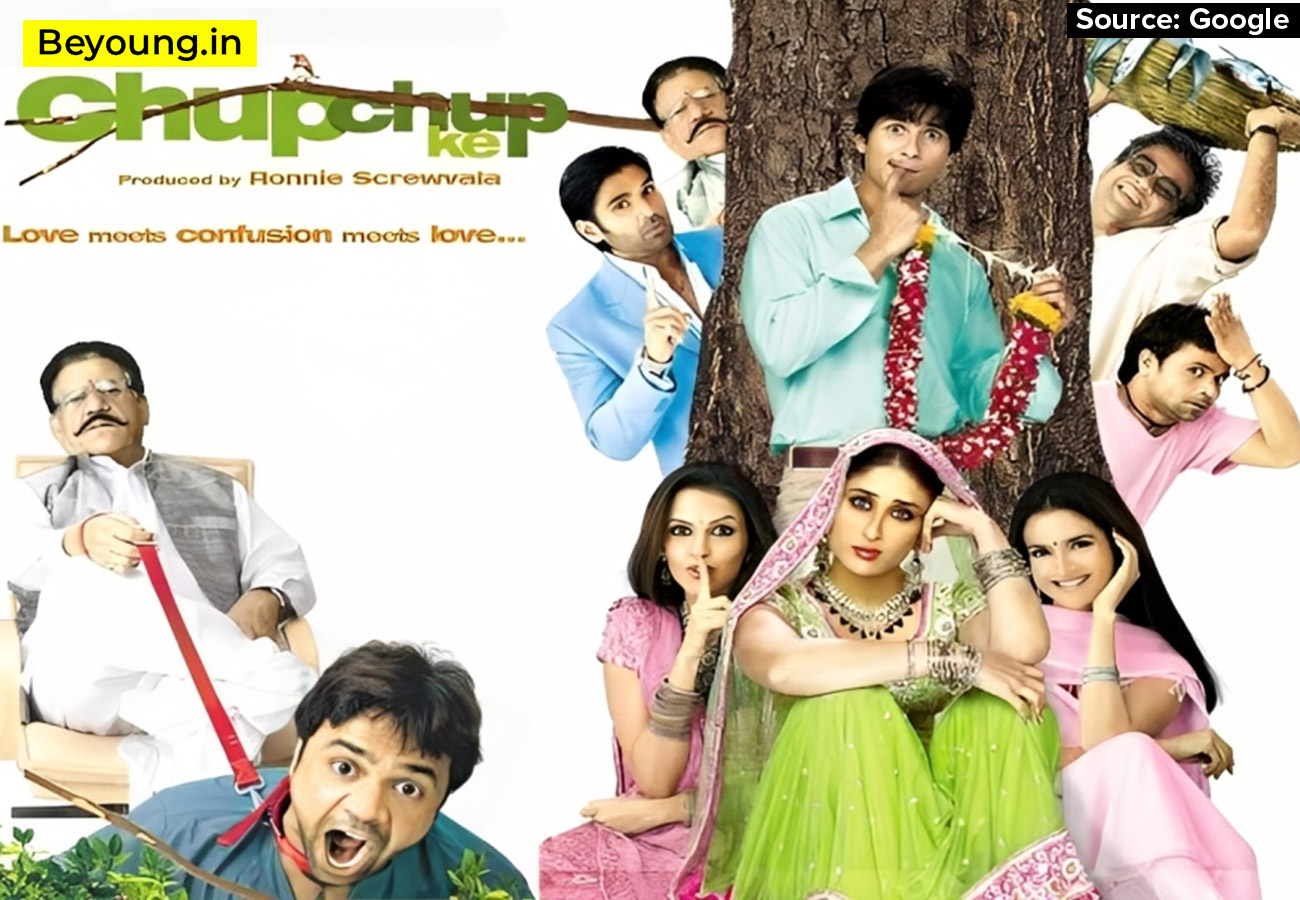 Beyoung.in
Source: Google
Chup chup
ke
Produced by Ronnie Screwvala
Love meets confusion meets love...